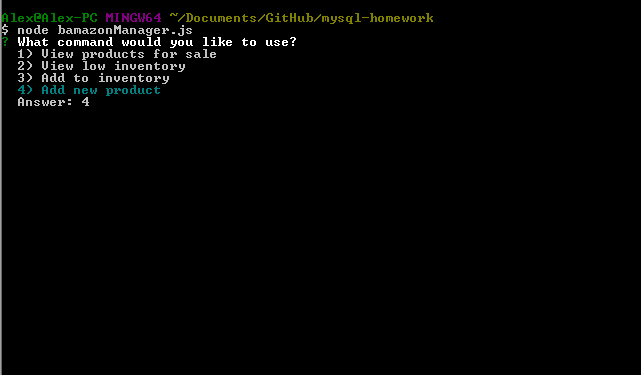 Alex@Alex-PC MINGW64 ~/Documents/GitHub/mysql-homework
$ node bamazonManager.js
? What command would you like to use?
1) View products for sale
2) View low inventory
3) Add to inventory
4) Add new product
Answer: 4